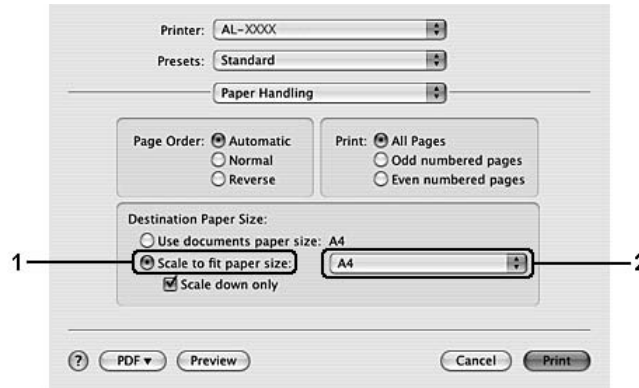 Printer: AL-XXXX
Presets: Standard
Paper Handling
Page Order: Automatic
Normal
Reverse
Print: All Pages
Odd numbered pages
Even numbered pages
Destination Paper Size:
Use documents paper size: A4
1 Scale to fit paper size: A4 2
Scale down only
? PDF Preview Cancel Print